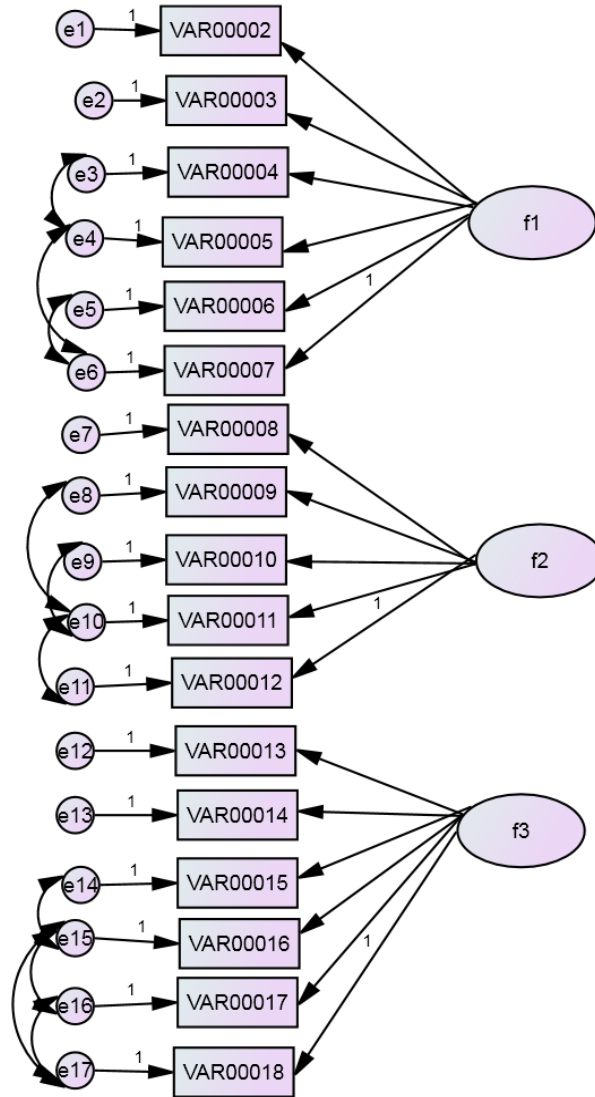 e1 1 VAR00002
e2 1 VAR00003
e3 1 VAR00004
f1
e4 1 VAR00005
e5 1 VAR00006
1
e6 1 VAR00007
e7 1 VAR00008
e8 1 VAR00009
e9 1 VAR00010
f2
1
e10 1 VAR00011
e11 1 VAR00012
e12 1 VAR00013
e13 1 VAR00014
f3
e14 1 VAR00015
e15 1 VAR00016
1
e16 1 VAR00017
e17 1 VAR00018